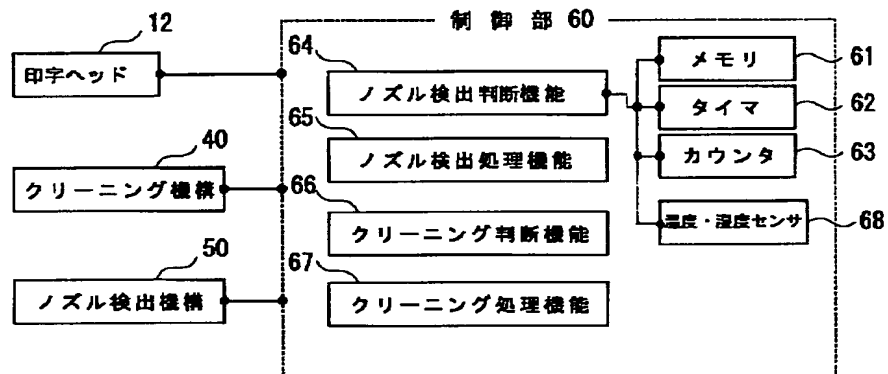 制御部 60
12
印字ヘッド
40
クリーニング機構
50
ノズル検出機構
64
ノズル検出判断機能
65
ノズル検出処理機能
66
クリーニング判断機能
67
クリーニング処理機能
メモリ
61
タイマ
62
カウンタ
63
温度・湿度センサ
68